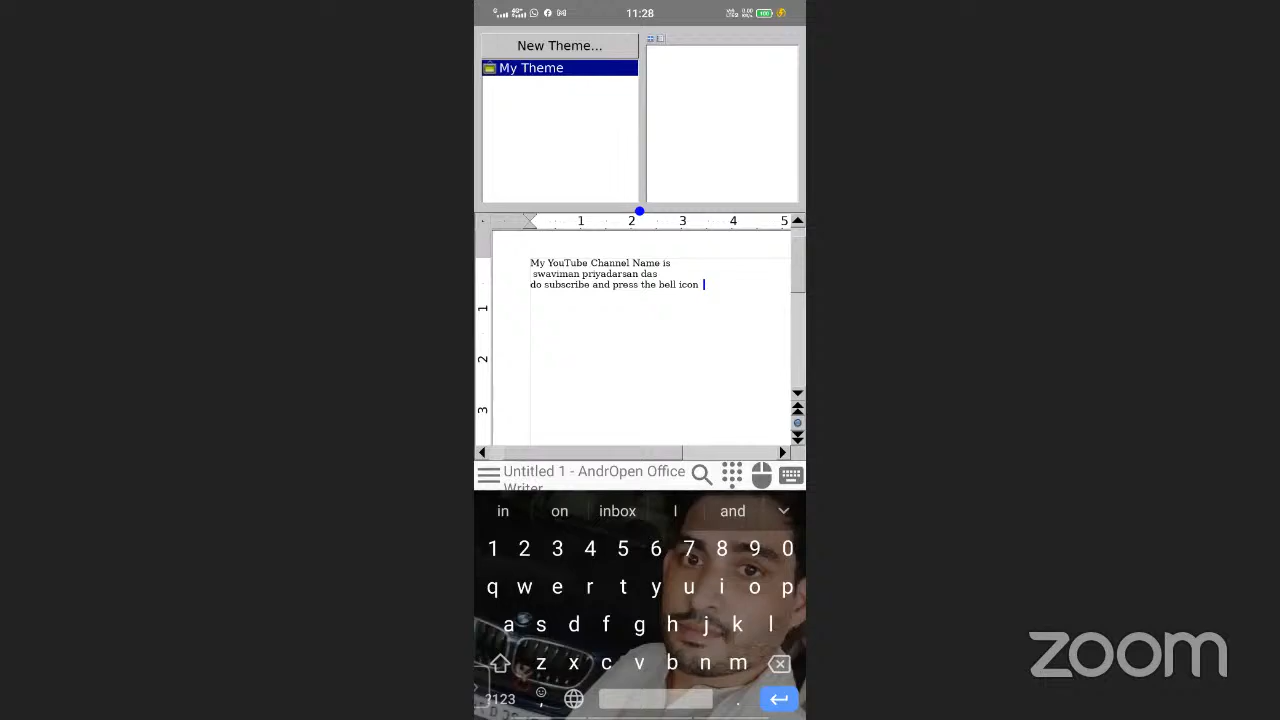 11:28
100
New Theme...
My Theme
1 2 3 4 5
My YouTube Channel Name is
swaviman priyadarsan das
do subscribe and press the bell icon
1
2
3
Untitled 1 - AndrOpen Office
Writer
in on inbox I and
1 2 3 4 5 6 7 8 9 0
q w e r t y u i o p
a s d f g h j k l
z x c v b n m
?123 , .
zoom